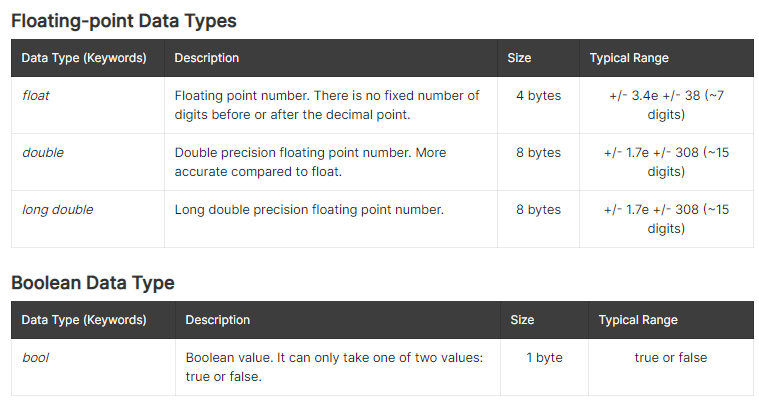 Floating-point Data Types
Data Type (Keywords) Description Size Typical Range
float Floating point number. There is no fixed number of 4 bytes +/- 3.4e +/- 38 (~7
digits before or after the decimal point. digits)
double Double precision floating point number. More 8 bytes +/- 1.7e +/- 308 (~15
accurate compared to float. digits)
long double Long double precision floating point number. 8 bytes +/- 1.7e +/- 308 (~15
digits)
Boolean Data Type
Data Type (Keywords) Description Size Typical Range
bool Boolean value. It can only take one of two values: 1 byte true or false
true or false.